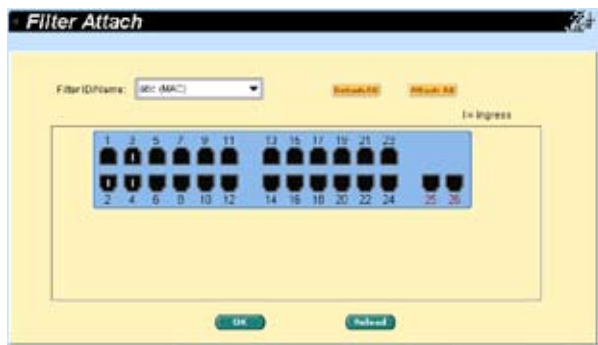 Filter Attach
Filter ID/Name: abc (MAC) Detach All Attach All
I= Ingress
1 3 5 7 9 11 13 15 17 19 21 23
I
I I
2 4 6 8 10 12 14 16 18 20 22 24 25 26
OK Reload